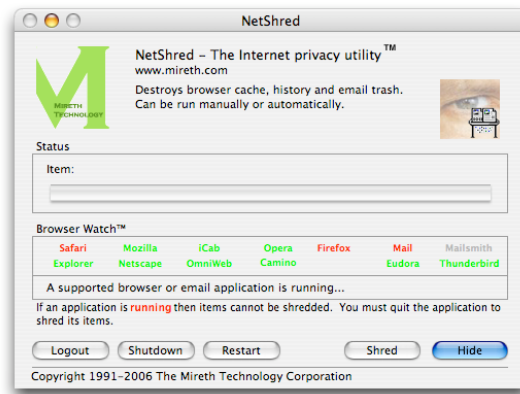 NetShred
NetShred – The Internet privacy utility™
www.mireth.com
Destroys browser cache, history and email trash.
Can be run manually or automatically.
M
MIRETH
TECHNOLOGY
Status
Item:
Browser Watch™
Safari Mozilla iCab Opera Firefox Mail Mailsmith
Explorer Netscape OmniWeb Camino Eudora Thunderbird
A supported browser or email application is running...
If an application is running then items cannot be shredded. You must quit the application to
shred its items.
Logout Shutdown Restart Shred Hide
Copyright 1991–2006 The Mireth Technology Corporation